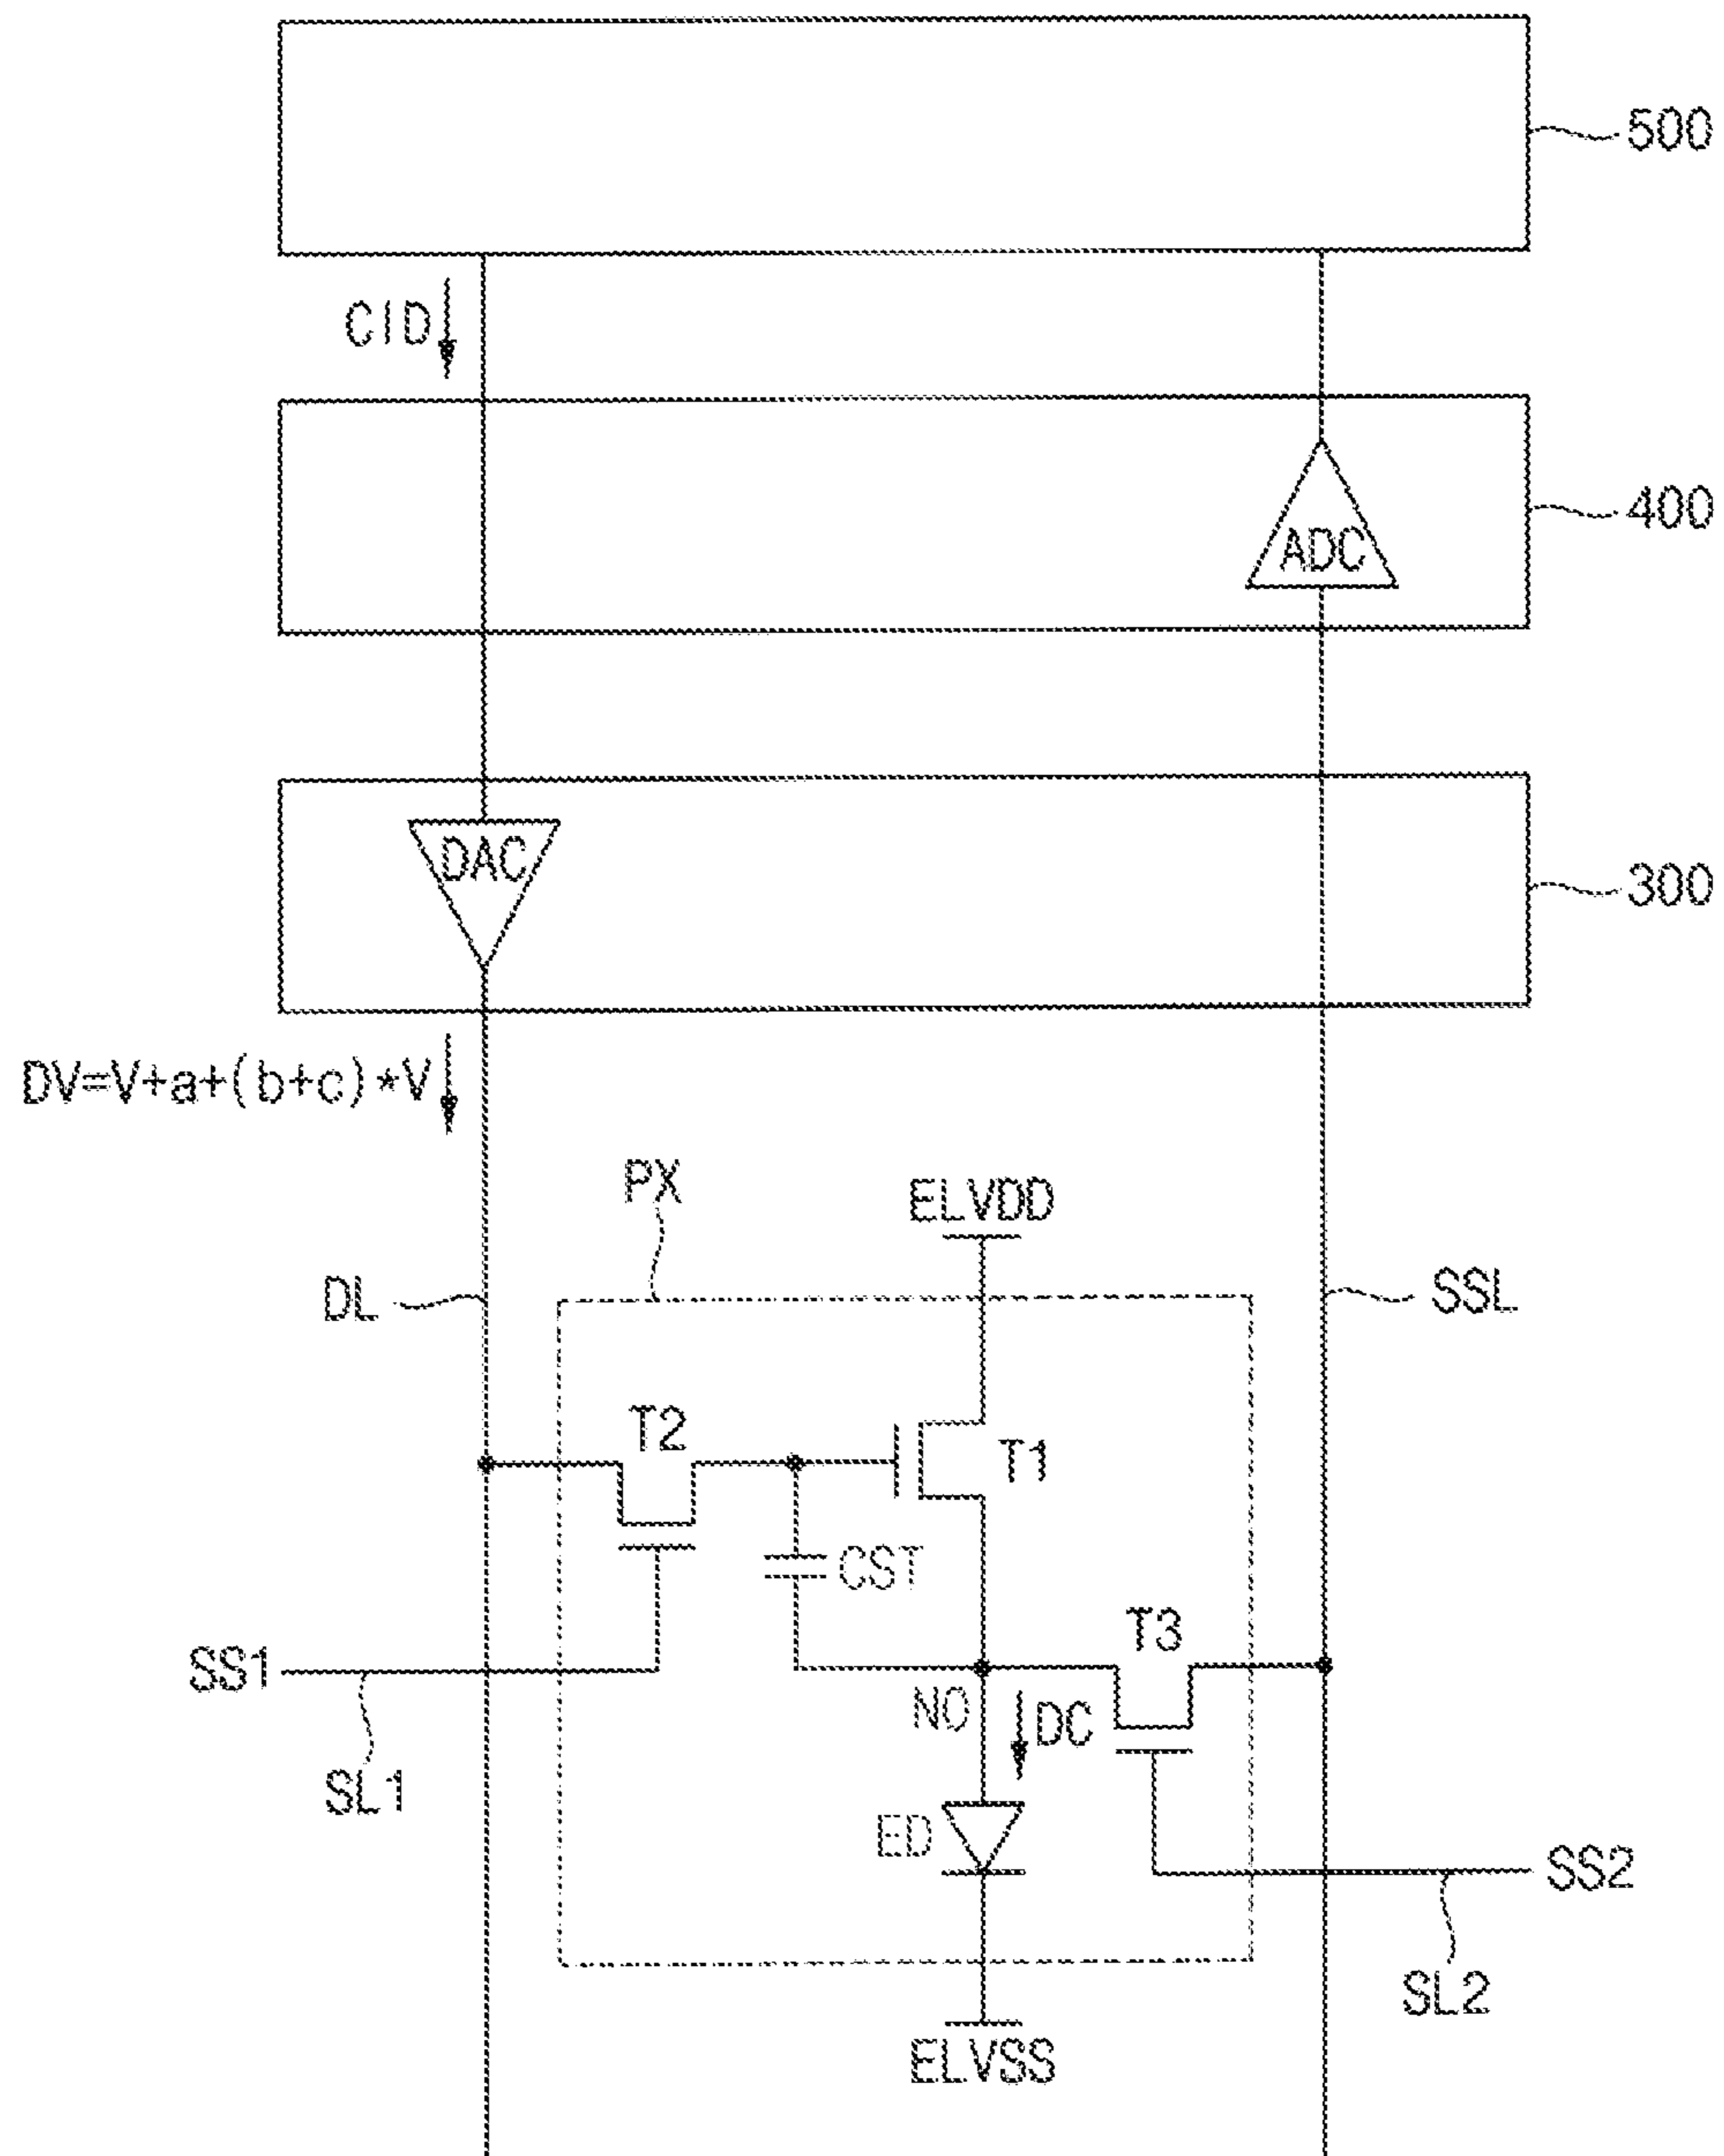 500
CID
400
ADC
300
DAC
DV=V+a+(b+c)*V
PX
ELVDD
DL
SSL
T2
T1
CST
T3
SS1
NO
DC
SL1
ED
SS2
SL2
ELVSS